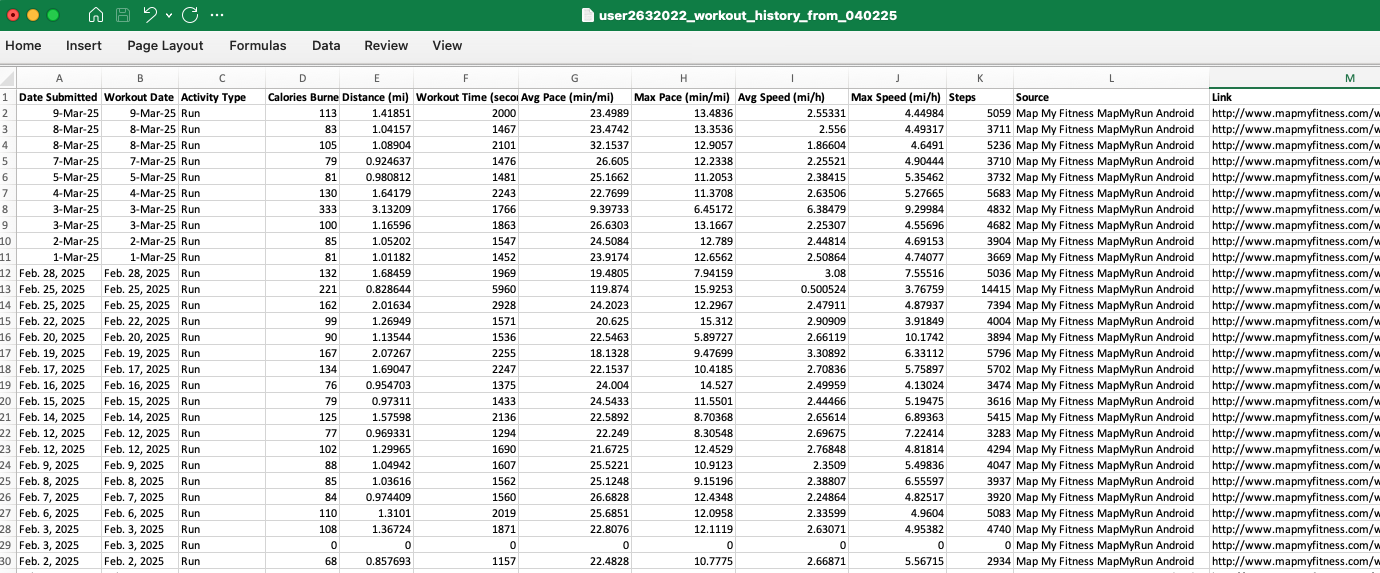 user2632022_workout_history_from_040225
Home Insert Page Layout Formulas Data Review View
A B C D E F G H I J K L M
1 Date Submitted Workout Date Activity Type Calories Burne Distance (mi) Workout Time (secon Avg Pace (min/mi) Max Pace (min/mi) Avg Speed (mi/h) Max Speed (mi/h) Steps Source Link
2 9-Mar-25 9-Mar-25 Run 113 1.41851 2000 23.4989 13.4836 2.55331 4.44984 5059 Map My Fitness MapMyRun Android http://www.mapmyfitness.com/w
3 8-Mar-25 8-Mar-25 Run 83 1.04157 1467 23.4742 13.3536 2.556 4.49317 3711 Map My Fitness MapMyRun Android http://www.mapmyfitness.com/w
4 8-Mar-25 8-Mar-25 Run 105 1.08904 2101 32.1537 12.9057 1.86604 4.6491 5236 Map My Fitness MapMyRun Android http://www.mapmyfitness.com/w
5 7-Mar-25 7-Mar-25 Run 79 0.924637 1476 26.605 12.2338 2.25521 4.90444 3710 Map My Fitness MapMyRun Android http://www.mapmyfitness.com/w
6 5-Mar-25 5-Mar-25 Run 81 0.980812 1481 25.1662 11.2053 2.38415 5.35462 3732 Map My Fitness MapMyRun Android http://www.mapmyfitness.com/w
7 4-Mar-25 4-Mar-25 Run 130 1.64179 2243 22.7699 11.3708 2.63506 5.27665 5683 Map My Fitness MapMyRun Android http://www.mapmyfitness.com/w
8 3-Mar-25 3-Mar-25 Run 333 3.13209 1766 9.39733 6.45172 6.38479 9.29984 4832 Map My Fitness MapMyRun Android http://www.mapmyfitness.com/w
9 3-Mar-25 3-Mar-25 Run 100 1.16596 1863 26.6303 13.1667 2.25307 4.55696 4682 Map My Fitness MapMyRun Android http://www.mapmyfitness.com/w
10 2-Mar-25 2-Mar-25 Run 85 1.05202 1547 24.5084 12.789 2.44814 4.69153 3904 Map My Fitness MapMyRun Android http://www.mapmyfitness.com/w
11 1-Mar-25 1-Mar-25 Run 81 1.01182 1452 23.9174 12.6562 2.50864 4.74077 3669 Map My Fitness MapMyRun Android http://www.mapmyfitness.com/w
12 Feb. 28, 2025 Feb. 28, 2025 Run 132 1.68459 1969 19.4805 7.94159 3.08 7.55516 5036 Map My Fitness MapMyRun Android http://www.mapmyfitness.com/w
13 Feb. 25, 2025 Feb. 25, 2025 Run 221 0.828644 5960 119.874 15.9253 0.500524 3.76759 14415 Map My Fitness MapMyRun Android http://www.mapmyfitness.com/w
14 Feb. 25, 2025 Feb. 25, 2025 Run 162 2.01634 2928 24.2023 12.2967 2.47911 4.87937 7394 Map My Fitness MapMyRun Android http://www.mapmyfitness.com/w
15 Feb. 22, 2025 Feb. 22, 2025 Run 99 1.26949 1571 20.625 15.312 2.90909 3.91849 4004 Map My Fitness MapMyRun Android http://www.mapmyfitness.com/w
16 Feb. 20, 2025 Feb. 20, 2025 Run 90 1.13544 1536 22.5463 5.89727 2.66119 10.1742 3894 Map My Fitness MapMyRun Android http://www.mapmyfitness.com/w
17 Feb. 19, 2025 Feb. 19, 2025 Run 167 2.07267 2255 18.1328 9.47699 3.30892 6.33112 5796 Map My Fitness MapMyRun Android http://www.mapmyfitness.com/w
18 Feb. 17, 2025 Feb. 17, 2025 Run 134 1.69047 2247 22.1537 10.4185 2.70836 5.75897 5702 Map My Fitness MapMyRun Android http://www.mapmyfitness.com/w
19 Feb. 16, 2025 Feb. 16, 2025 Run 76 0.954703 1375 24.004 14.527 2.49959 4.13024 3474 Map My Fitness MapMyRun Android http://www.mapmyfitness.com/w
20 Feb. 15, 2025 Feb. 15, 2025 Run 79 0.97311 1433 24.5433 11.5501 2.44466 5.19475 3616 Map My Fitness MapMyRun Android http://www.mapmyfitness.com/w
21 Feb. 14, 2025 Feb. 14, 2025 Run 125 1.57598 2136 22.5892 8.70368 2.65614 6.89363 5415 Map My Fitness MapMyRun Android http://www.mapmyfitness.com/w
22 Feb. 12, 2025 Feb. 12, 2025 Run 77 0.969331 1294 22.249 8.30548 2.69675 7.22414 3283 Map My Fitness MapMyRun Android http://www.mapmyfitness.com/w
23 Feb. 12, 2025 Feb. 12, 2025 Run 102 1.29965 1690 21.6725 12.4529 2.76848 4.81814 4294 Map My Fitness MapMyRun Android http://www.mapmyfitness.com/w
24 Feb. 9, 2025 Feb. 9, 2025 Run 88 1.04942 1607 25.5221 10.9123 2.3509 5.49836 4047 Map My Fitness MapMyRun Android http://www.mapmyfitness.com/w
25 Feb. 8, 2025 Feb. 8, 2025 Run 85 1.03616 1562 25.1248 9.15196 2.38807 6.55597 3937 Map My Fitness MapMyRun Android http://www.mapmyfitness.com/w
26 Feb. 7, 2025 Feb. 7, 2025 Run 84 0.974409 1560 26.6828 12.4348 2.24864 4.82517 3920 Map My Fitness MapMyRun Android http://www.mapmyfitness.com/w
27 Feb. 6, 2025 Feb. 6, 2025 Run 110 1.3101 2019 25.6851 12.0958 2.33599 4.9604 5083 Map My Fitness MapMyRun Android http://www.mapmyfitness.com/w
28 Feb. 3, 2025 Feb. 3, 2025 Run 108 1.36724 1871 22.8076 12.1119 2.63071 4.95382 4740 Map My Fitness MapMyRun Android http://www.mapmyfitness.com/w
29 Feb. 3, 2025 Feb. 3, 2025 Run 0 0 0 0 0 0 0 0 Map My Fitness MapMyRun Android http://www.mapmyfitness.com/w
30 Feb. 2, 2025 Feb. 2, 2025 Run 68 0.857693 1157 22.4828 10.7775 2.66871 5.56715 2934 Map My Fitness MapMyRun Android http://www.mapmyfitness.com/w